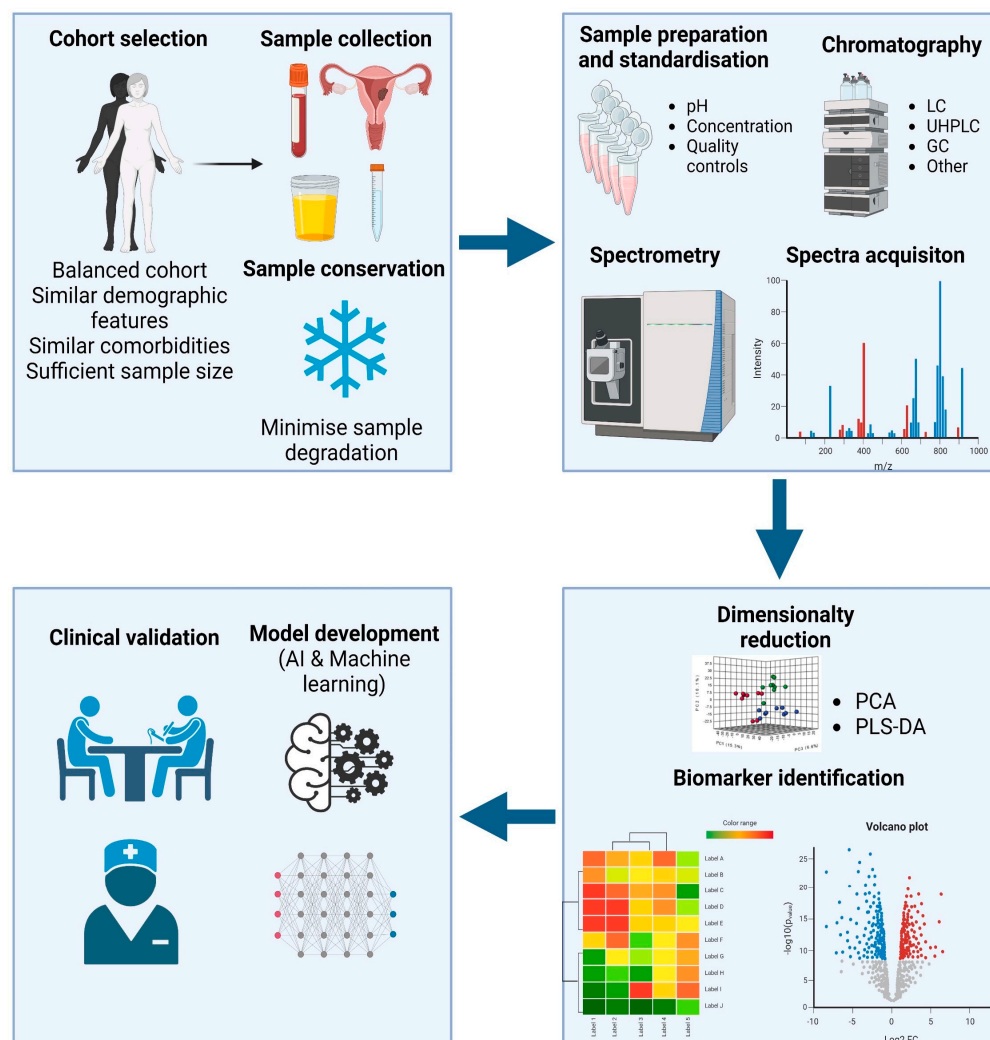 Cohort selection
Sample collection
Balanced cohort
Similar demographic
features
Similar comorbidities
Sufficient sample size
Sample conservation
Minimise sample
degradation
Sample preparation
and standardisation
• pH
• Concentration
• Quality
controls
Chromatography
• LC
• UHPLC
• GC
• Other
Spectrometry
Spectra acquisiton
Intensity
100
80
60
40
20
0
200
400
600
800
1000
m/z
Clinical validation
Model development
(AI & Machine
learning)
Dimensionalty
reduction
• PCA
• PLS-DA
Biomarker identification
Color range
Label A
Label B
Label C
Label D
Label E
Label F
Label G
Label H
Label I
Label J
Label 1
Label 2
Label 3
Label 4
Label 5
Volcano plot
-log10(pvalue)
25
20
15
10
5
0
-10
-5
0
5
10
Log2 FC